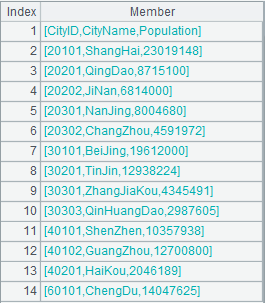 Index Member
1 [CityID,CityName,Population]
2 [20101,ShangHai,23019148]
3 [20201,QingDao,8715100]
4 [20202,JiNan,6814000]
5 [20301,NanJing,8004680]
6 [20302,ChangZhou,4591972]
7 [30101,BeiJing,19612000]
8 [30201,TinJin,12938224]
9 [30301,ZhangJiaKou,4345491]
10 [30303,QinHuangDao,2987605]
11 [40101,ShenZhen,10357938]
12 [40102,GuangZhou,12700800]
13 [40201,HaiKou,2046189]
14 [60101,ChengDu,14047625]